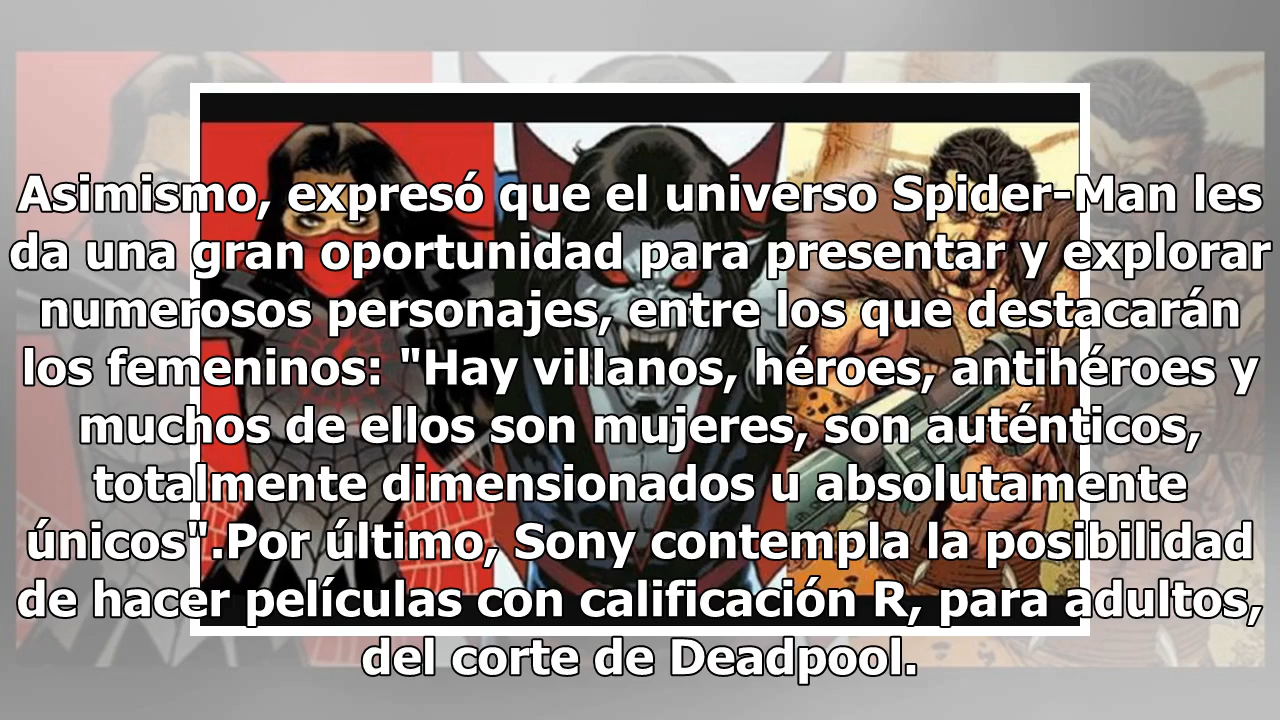 Asimismo, expresó que el universo Spider-Man les
da una gran oportunidad para presentar y explorar
numerosos personajes, entre los que destacarán
los femeninos: "Hay villanos, héroes, antihéroes y
muchos de ellos son mujeres, son auténticos,
totalmente dimensionados u absolutamente
únicos".Por último, Sony contempla la posibilidad
de hacer películas con calificación R, para adultos,
del corte de Deadpool.